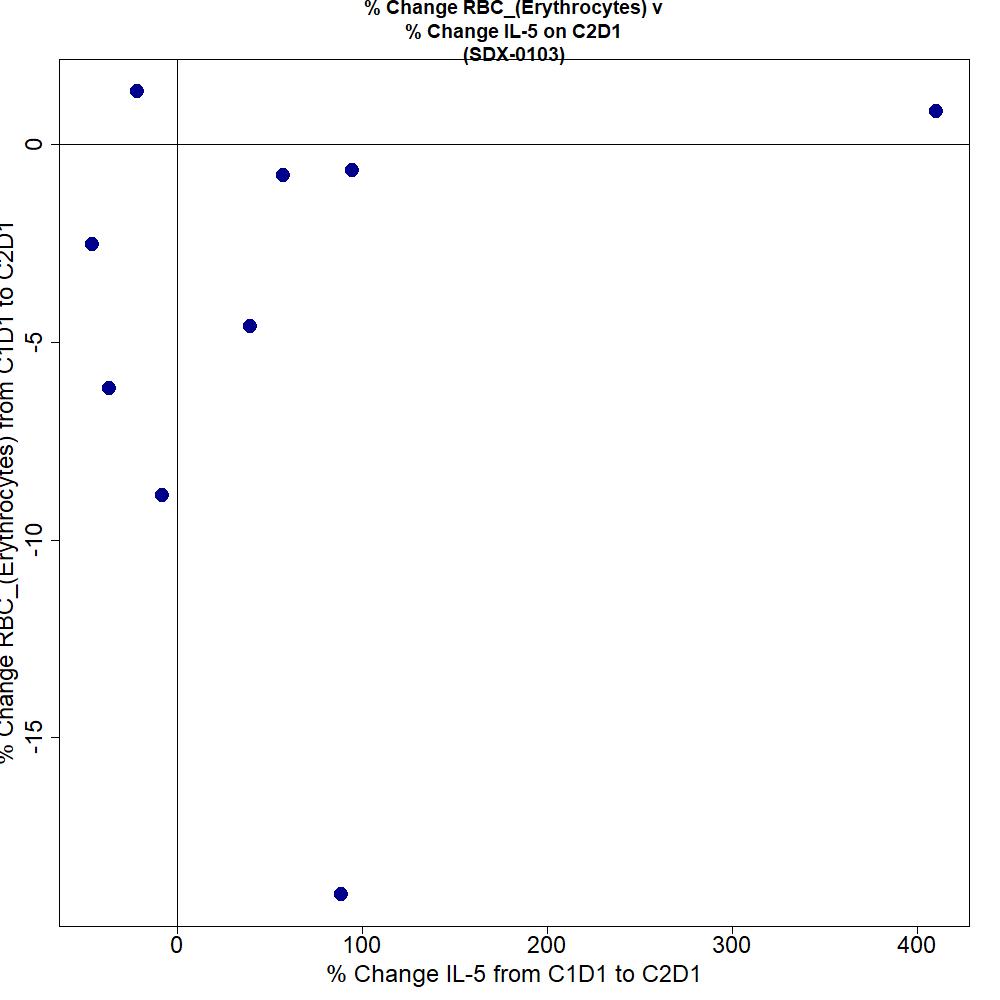 % Change RBC_(Erythrocytes) v
% Change IL-5 on C2D1
(SDX-0103)
% Change RBC_(Erythrocytes) from C1D1 to C2D1
0
-5
-10
-15
0
100
200
300
400
% Change IL-5 from C1D1 to C2D1